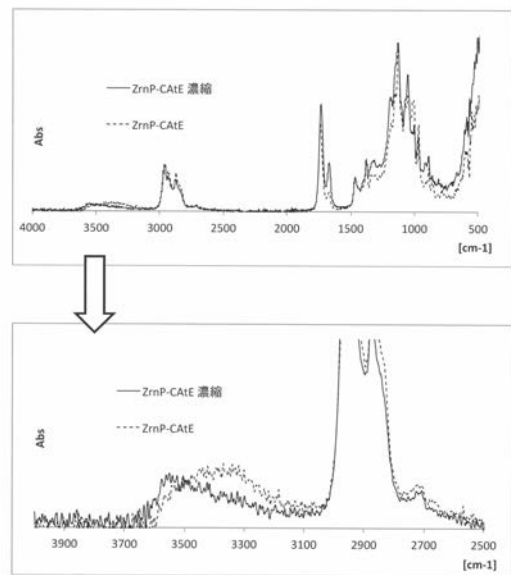 ZrnP-CAtE 濃縮
ZrnP-CAtE
Abs
4000 3500 3000 2500 2000 1500 1000 500
[cm-1]
ZrnP-CAtE 濃縮
ZrnP-CAtE
Abs
3900 3700 3500 3300 3100 2900 2700 2500
[cm-1]